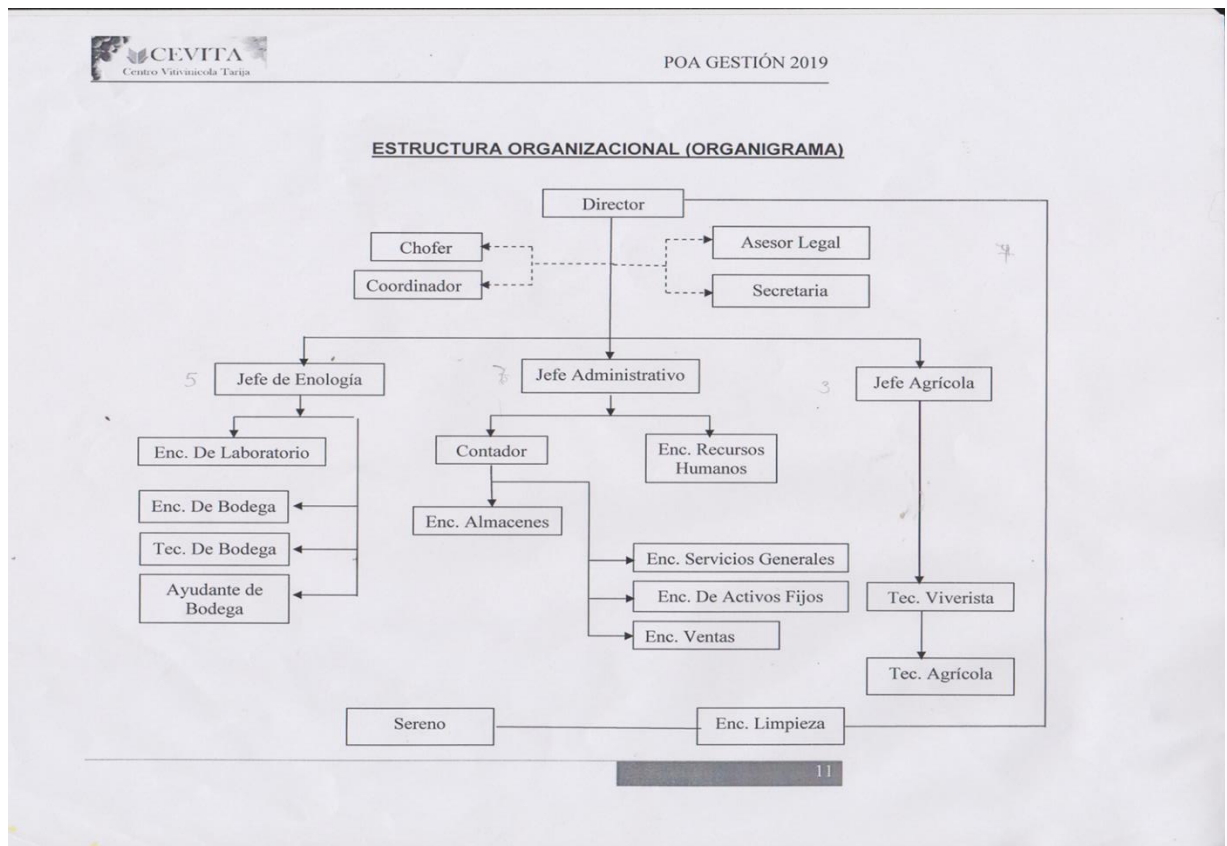 CEVITA
Centro Vitivinicola Tarija
POA GESTIÓN 2019
ESTRUCTURA ORGANIZACIONAL (ORGANIGRAMA)
Director
Chofer
Asesor Legal
Coordinador
Secretaria
5
Jefe de Enología
Jefe Administrativo
3
Jefe Agrícola
Enc. De Laboratorio
Contador
Enc. Recursos
Humanos
Enc. De Bodega
Enc. Almacenes
Tec. De Bodega
Enc. Servicios Generales
Ayudante de
Bodega
Enc. De Activos Fijos
Tec. Viverista
Enc. Ventas
Tec. Agrícola
Sereno
Enc. Limpieza
11